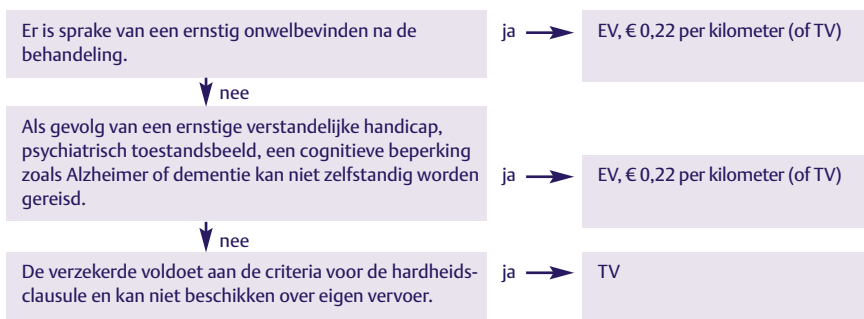 Er is sprake van een ernstig onwelbevinden na de
behandeling.
ja
EV, € 0,22 per kilometer (of TV)
nee
Als gevolg van een ernstige verstandelijke handicap,
psychiatrisch toestandsbeeld, een cognitieve beperking
zoals Alzheimer of dementie kan niet zelfstandig worden
gereisd.
ja
EV, € 0,22 per kilometer (of TV)
nee
De verzekerde voldoet aan de criteria voor de hardheids-
clausule en kan niet beschikken over eigen vervoer.
ja
TV